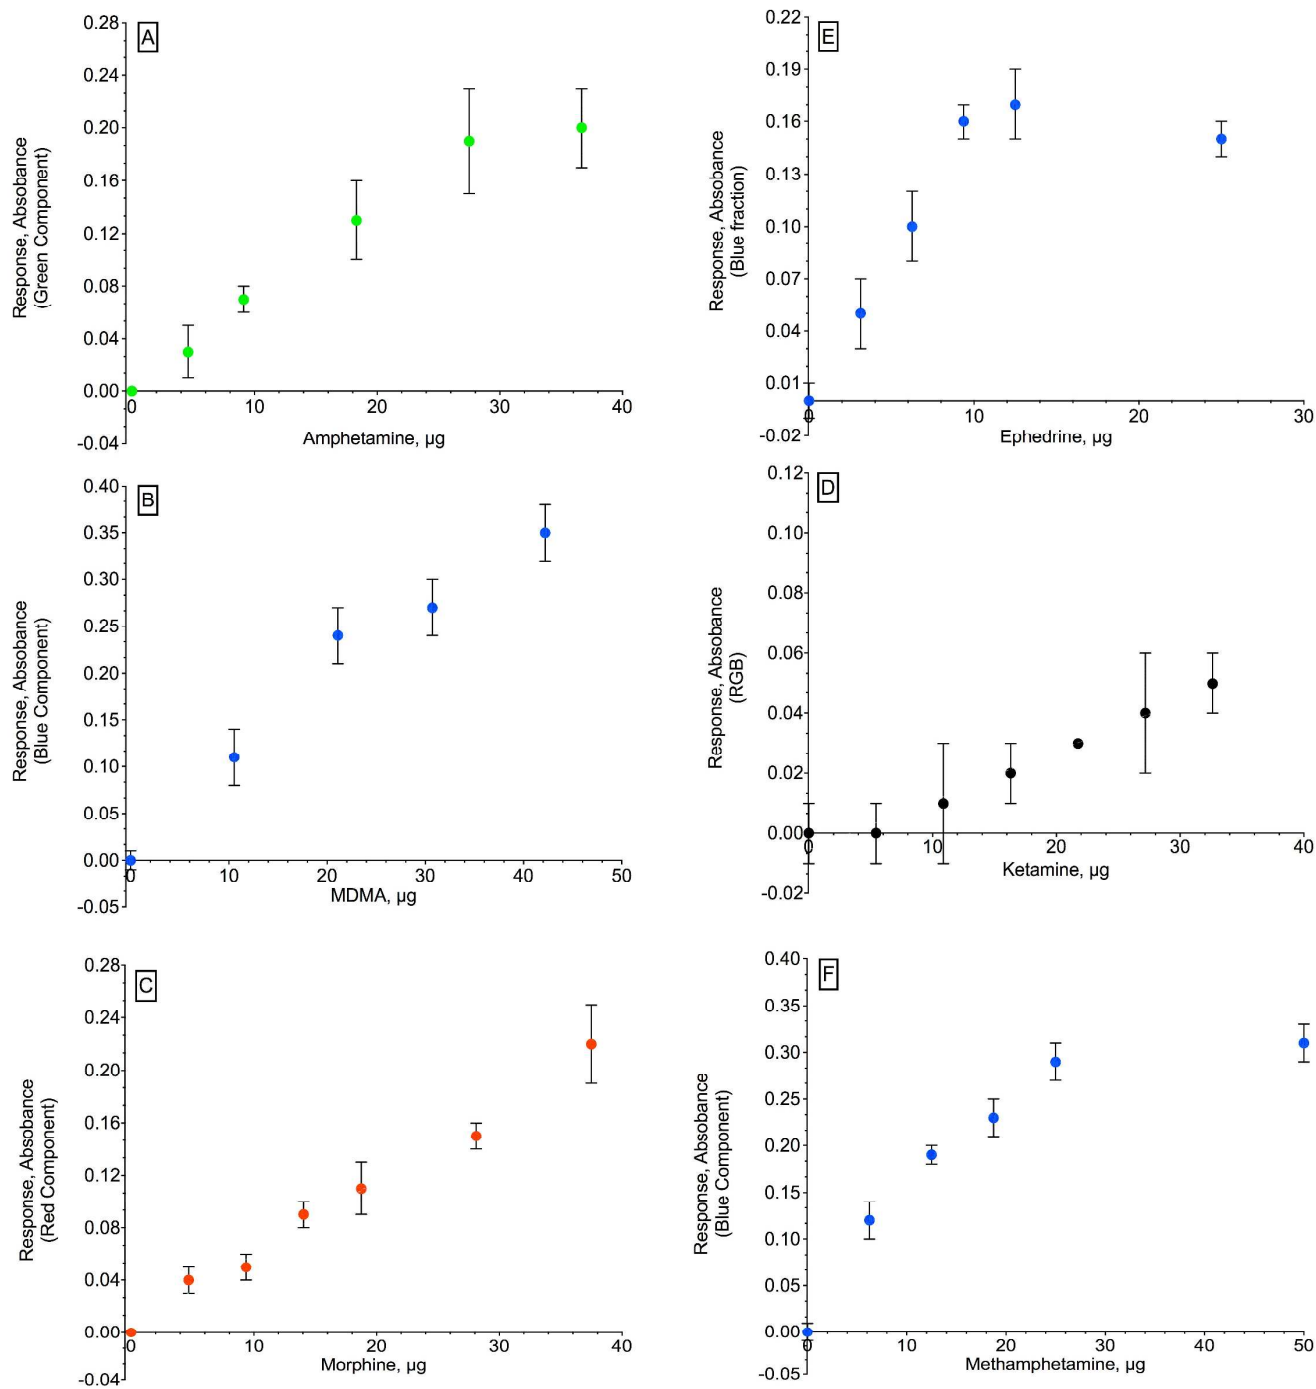 A
Response, Absobance
(Green Component)
0.28
0.24
0.20
0.16
0.12
0.08
0.04
0.00
-0.04
0 10 20 30 40
Amphetamine, µg
E
Response, Absobance
(Blue fraction)
0.22
0.19
0.16
0.13
0.10
0.07
0.04
0.01
-0.02
0 10 20 30
Ephedrine, µg
B
Response, Absobance
(Blue Component)
0.40
0.35
0.30
0.25
0.20
0.15
0.10
0.05
0.00
-0.05
0 10 20 30 40 50
MDMA, µg
D
Response, Absobance
(RGB)
0.12
0.10
0.08
0.06
0.04
0.02
0.00
-0.02
0 10 20 30 40
Ketamine, µg
C
Response, Absobance
(Red Component)
0.28
0.24
0.20
0.16
0.12
0.08
0.04
0.00
-0.04
0 10 20 30 40
Morphine, µg
F
Response, Absobance
(Blue Component)
0.40
0.35
0.30
0.25
0.20
0.15
0.10
0.05
0.00
-0.05
0 10 20 30 40 50
Methamphetamine, µg